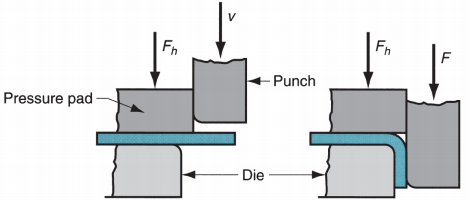 v
F_h
Punch
Pressure pad
Die
F_h
F